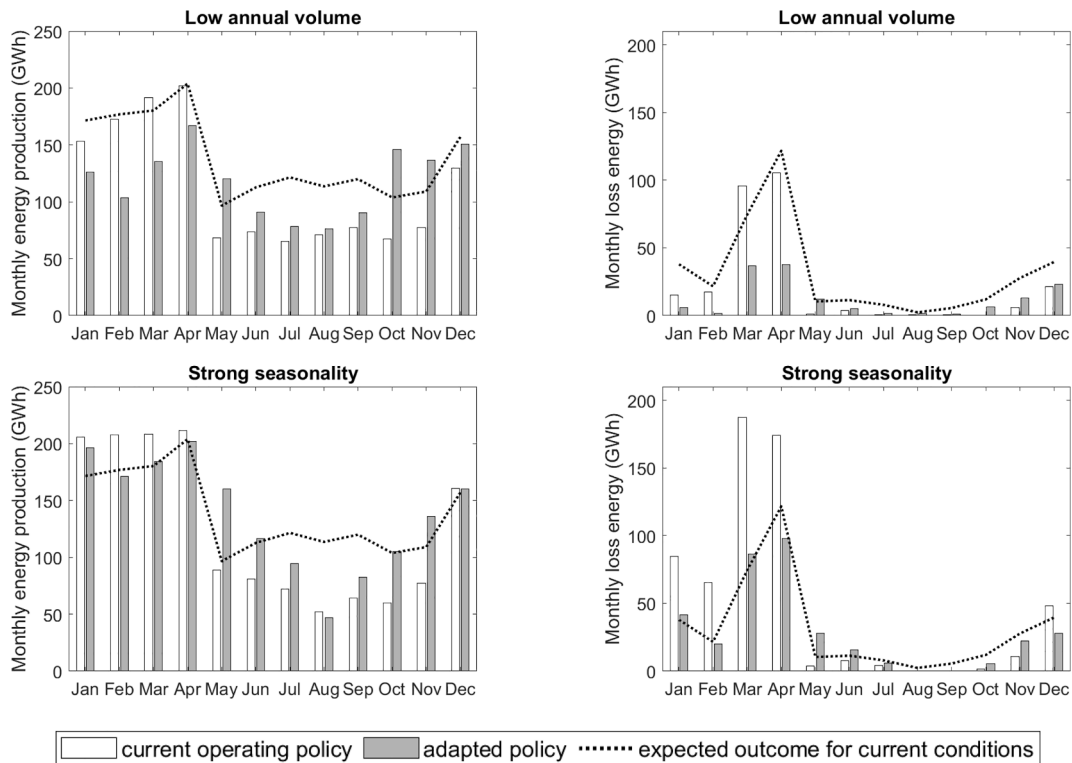 Low annual volume
Monthly energy production (GWh)
250
200
150
100
50
0
Jan Feb Mar Apr May Jun Jul Aug Sep Oct Nov Dec
Low annual volume
Monthly loss energy (GWh)
200
150
100
50
0
Jan Feb Mar Apr May Jun Jul Aug Sep Oct Nov Dec
Strong seasonality
Monthly energy production (GWh)
250
200
150
100
50
0
Jan Feb Mar Apr May Jun Jul Aug Sep Oct Nov Dec
Strong seasonality
Monthly loss energy (GWh)
200
150
100
50
0
Jan Feb Mar Apr May Jun Jul Aug Sep Oct Nov Dec
current operating policy adapted policy expected outcome for current conditions